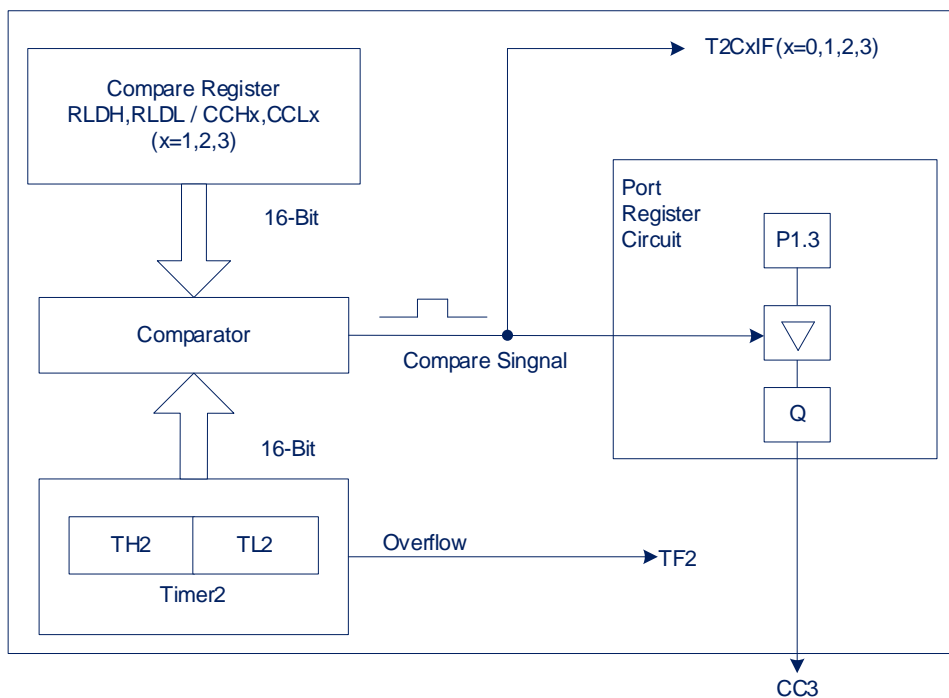 T2CxIF(x=0,1,2,3)
Compare Register
RLDH,RLDL / CCHx,CCLx
(x=1,2,3)
16-Bit
Port
Register
Circuit
P1.3
Comparator
Compare Singnal
Q
16-Bit
TH2
TL2
Timer2
Overflow
TF2
CC3